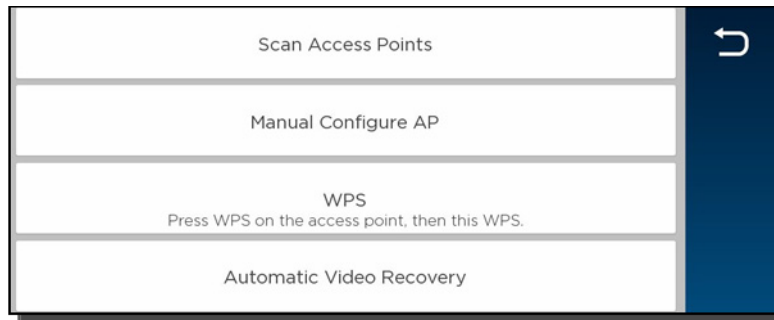 Scan Access Points
Manual Configure AP
WPS
Press WPS on the access point, then this WPS.
Automatic Video Recovery